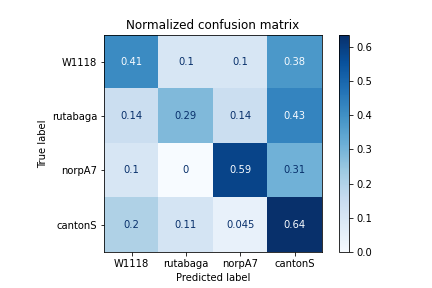 Normalized confusion matrix
True label
W1118 0.41 0.1 0.1 0.38
rutabaga 0.14 0.29 0.14 0.43
norpA7 0.1 0 0.59 0.31
cantonS 0.2 0.11 0.045 0.64
W1118 rutabaga norpA7 cantonS
Predicted label
0.6
0.5
0.4
0.3
0.2
0.1
0.0